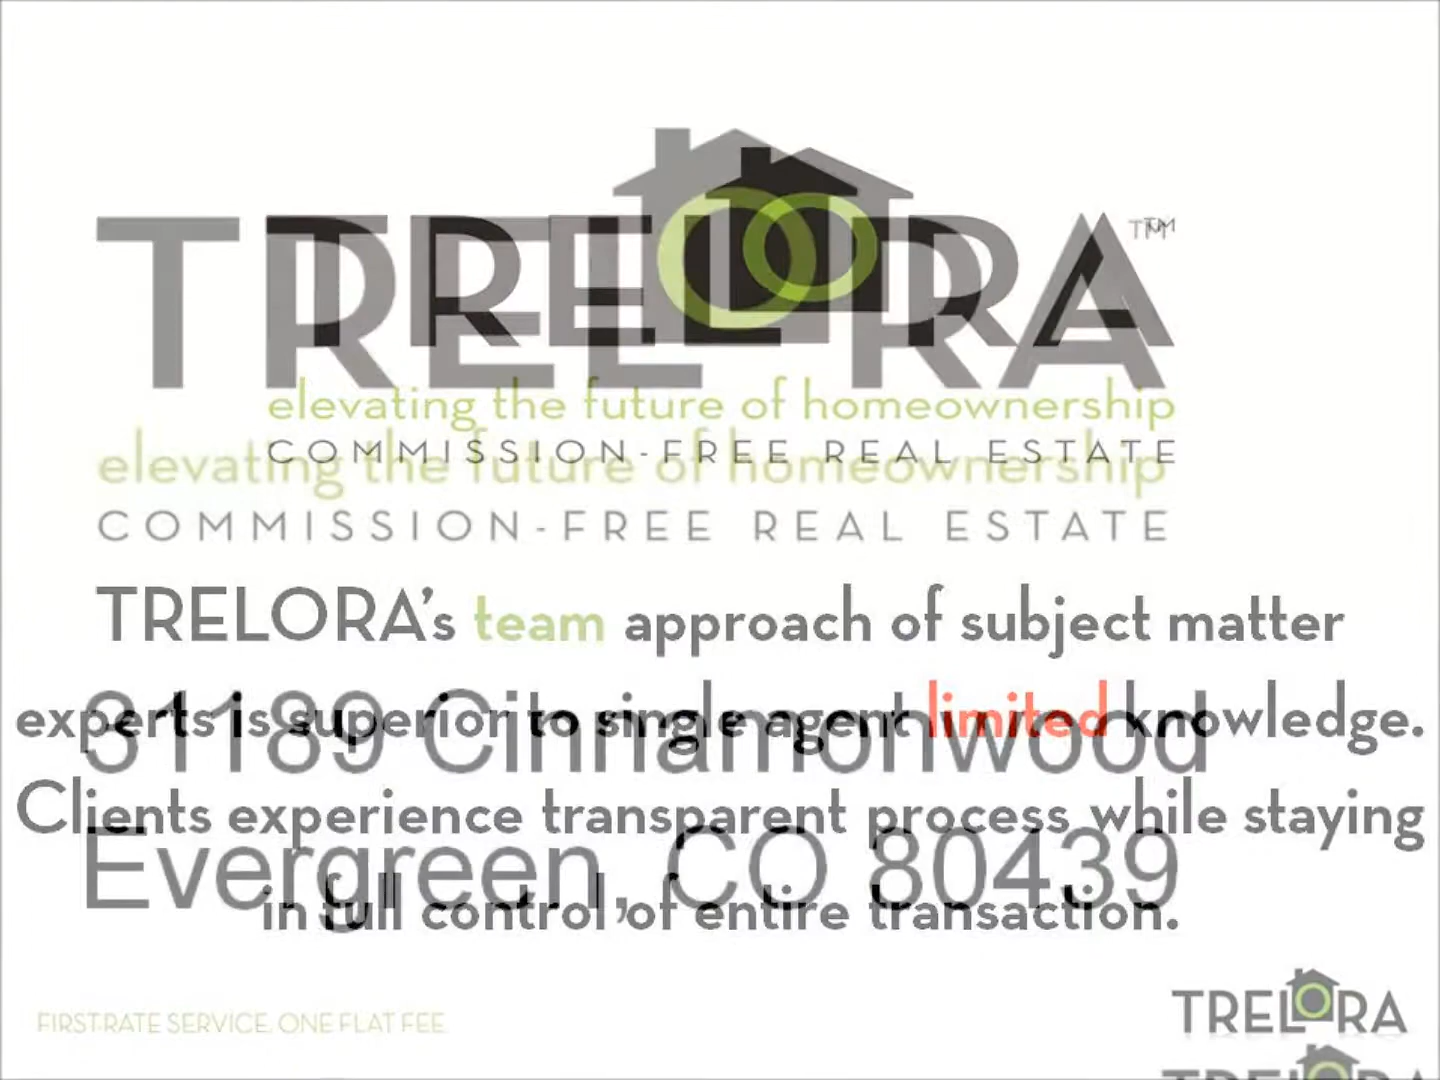 TRELORA™
TRELORA™
elevating the future of homeownership
COMMISSION-FREE REAL ESTATE
elevating the future of homeownership
COMMISSION-FREE REAL ESTATE
TRELORA's team approach of subject matter
experts is superior to single agent limited knowledge.
31189 Cinnamonwood
Clients experience transparent process while staying
Evergreen, CO 80439
in full control of entire transaction.
FIRST-RATE SERVICE. ONE FLAT FEE.
TRELORA
TRELORA